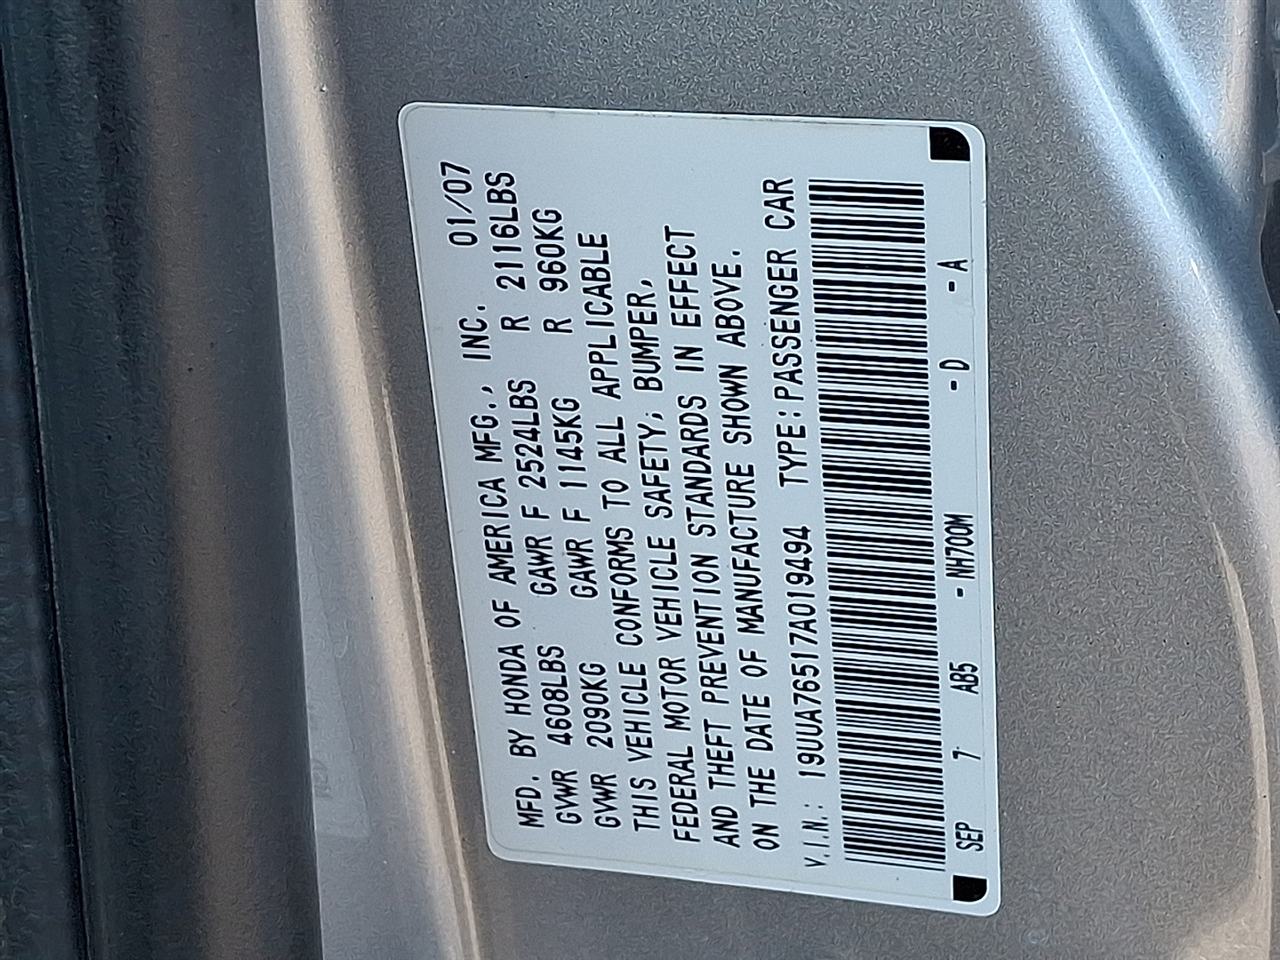 MFD. BY HONDA OF AMERICA MFG., INC. 01/07
GVWR 4608LBS GAWR F 2524LBS R 2116LBS
GVWR 2090KG GAWR F 1145KG R 960KG
THIS VEHICLE CONFORMS TO ALL APPLICABLE
FEDERAL MOTOR VEHICLE SAFETY, BUMPER,
AND THEFT PREVENTION STANDARDS IN EFFECT
ON THE DATE OF MANUFACTURE SHOWN ABOVE.
V.I.N.: 19UUA76517A019494 TYPE:PASSENGER CAR
SEP 7 AB5 - NH700M - D - A